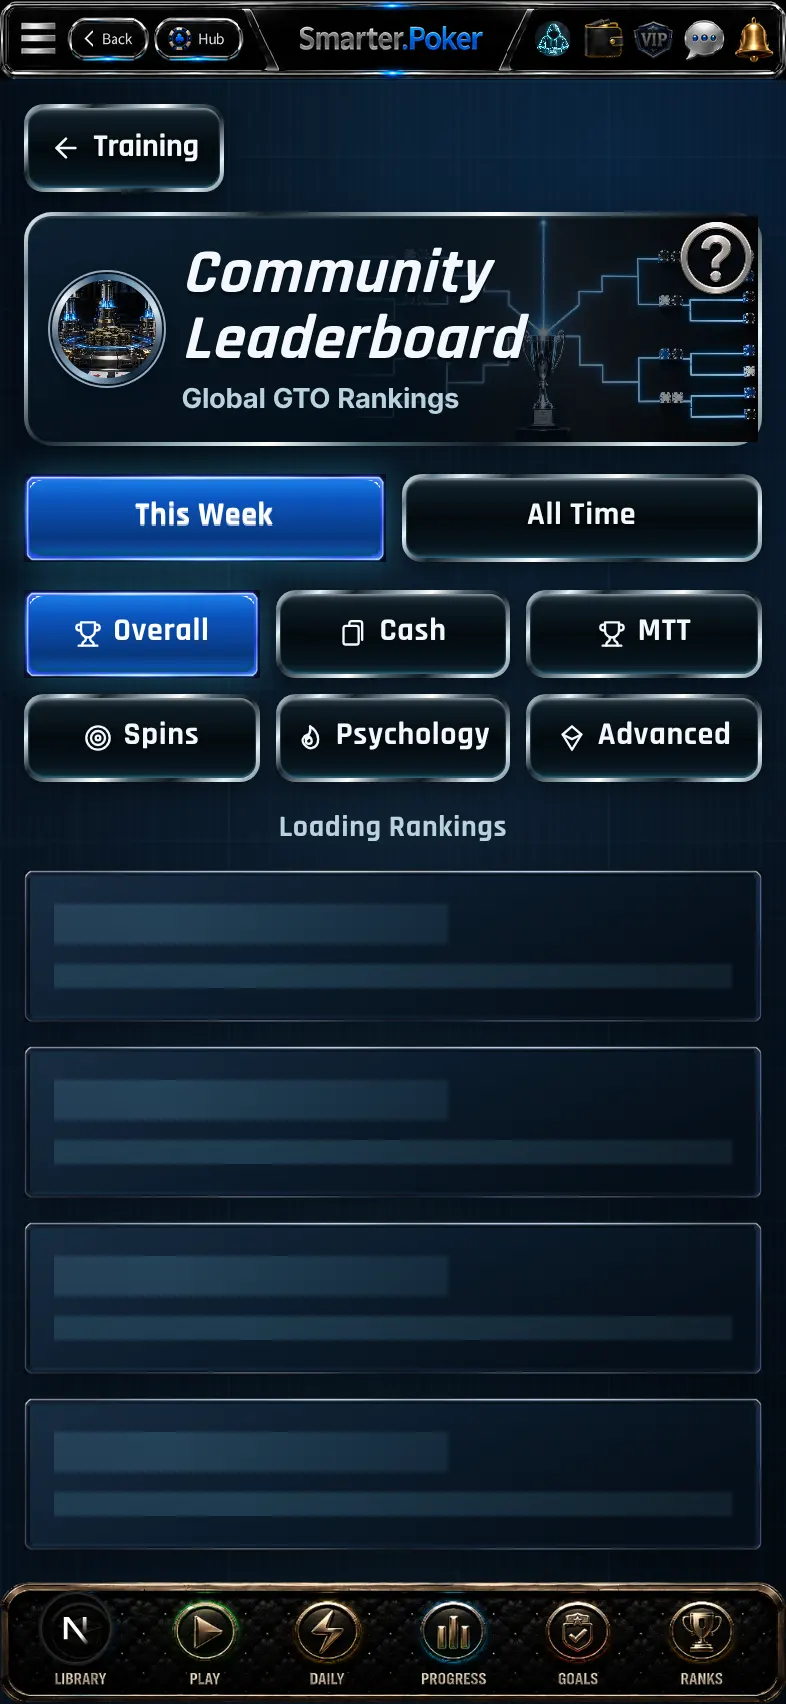 Back
Hub
Smarter.Poker
VIP
Training
Community
Leaderboard
Global GTO Rankings
?
This Week
All Time
Overall
Cash
MTT
Spins
Psychology
Advanced
Loading Rankings
N
LIBRARY
PLAY
DAILY
PROGRESS
GOALS
RANKS